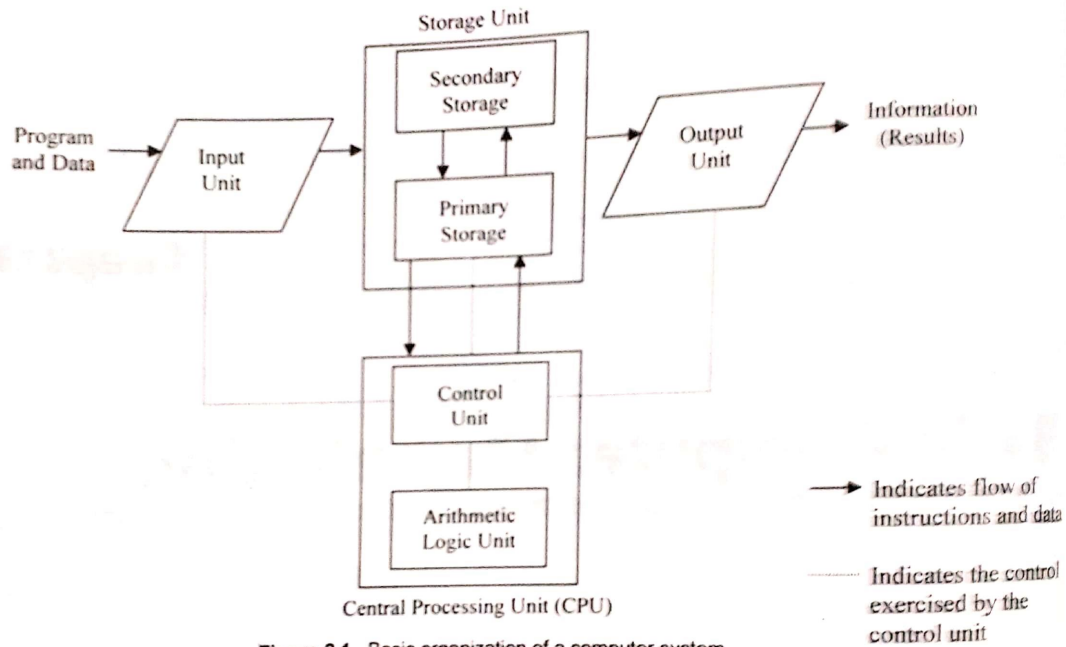 Storage Unit
Secondary
Storage
Program
and Data
Input
Unit
Output
Unit
Information
(Results)
Primary
Storage
Control
Unit
Arithmetic
Logic Unit
Central Processing Unit (CPU)
Indicates flow of
instructions and data
Indicates the control
exercised by the
control unit
Basic organization of a computer system